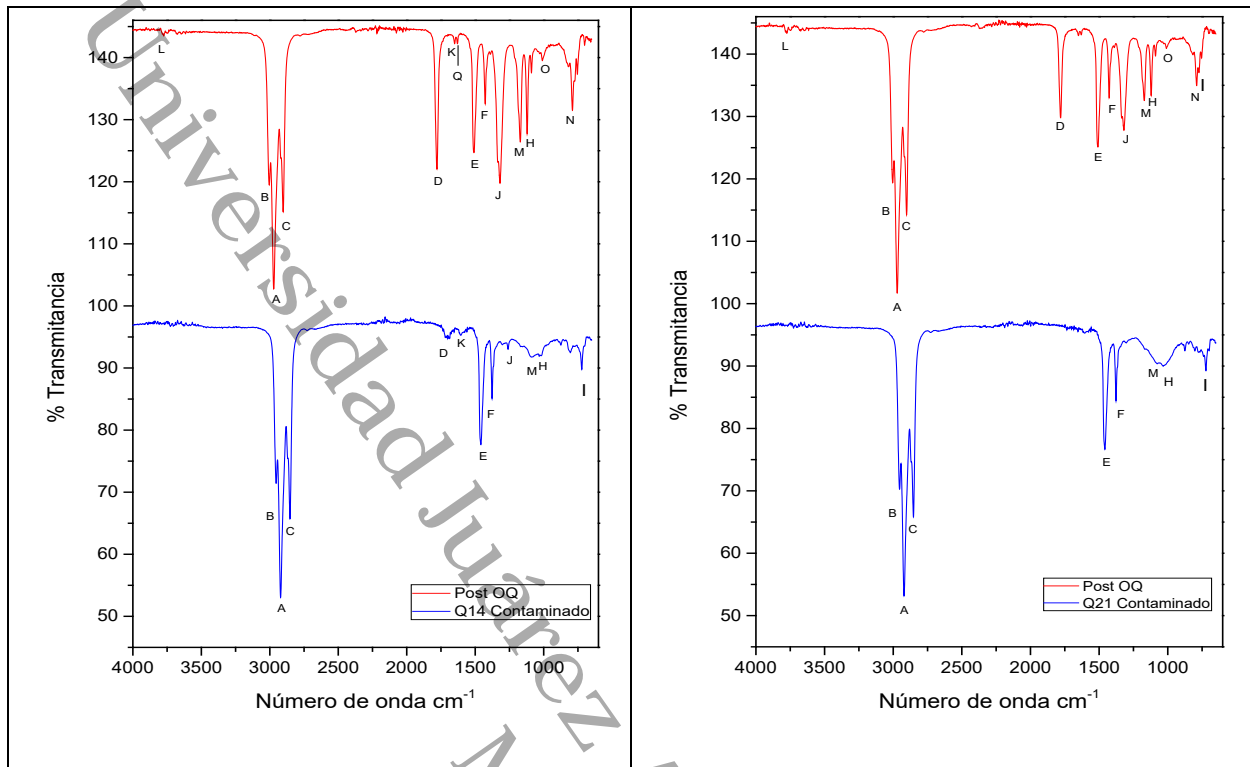 Universidad Juárez
% Transmitancia
140
130
120
110
100
90
80
70
60
50
L
B
A
C
D
K
Q
E
F
J
M
H
O
N
B
A
C
D
K
E
F
J
M
H
I
Post OQ
Q14 Contaminado
4000 3500 3000 2500 2000 1500 1000
Número de onda cm-1
% Transmitancia
140
130
120
110
100
90
80
70
60
50
L
B
A
C
D
E
F
J
M
H
O
N
I
B
A
C
E
F
M
H
I
Post OQ
Q21 Contaminado
4000 3500 3000 2500 2000 1500 1000
Número de onda cm-1